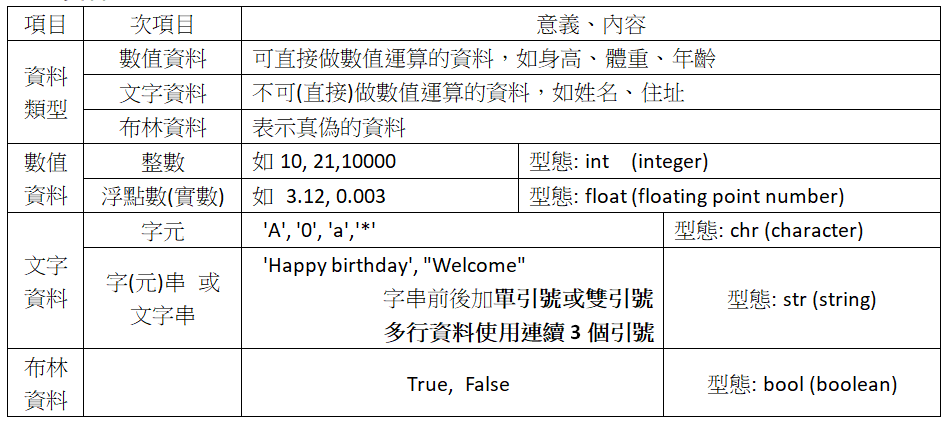 項目 次項目 意義、內容
資料類型 數值資料 可直接做數值運算的資料，如身高、體重、年齡
文字資料 不可(直接)做數值運算的資料，如姓名、住址
布林資料 表示真偽的資料
數值資料 整數 如 10, 21,10000 型態: int (integer)
浮點數(實數) 如 3.12, 0.003 型態: float (floating point number)
文字資料 字元 'A', '0', 'a','*' 型態: chr (character)
字(元)串 或
文字串
'Happy birthday', "Welcome"
字串前後加單引號或雙引號
多行資料使用連續 3 個引號
型態: str (string)
布林資料 True, False 型態: bool (boolean)